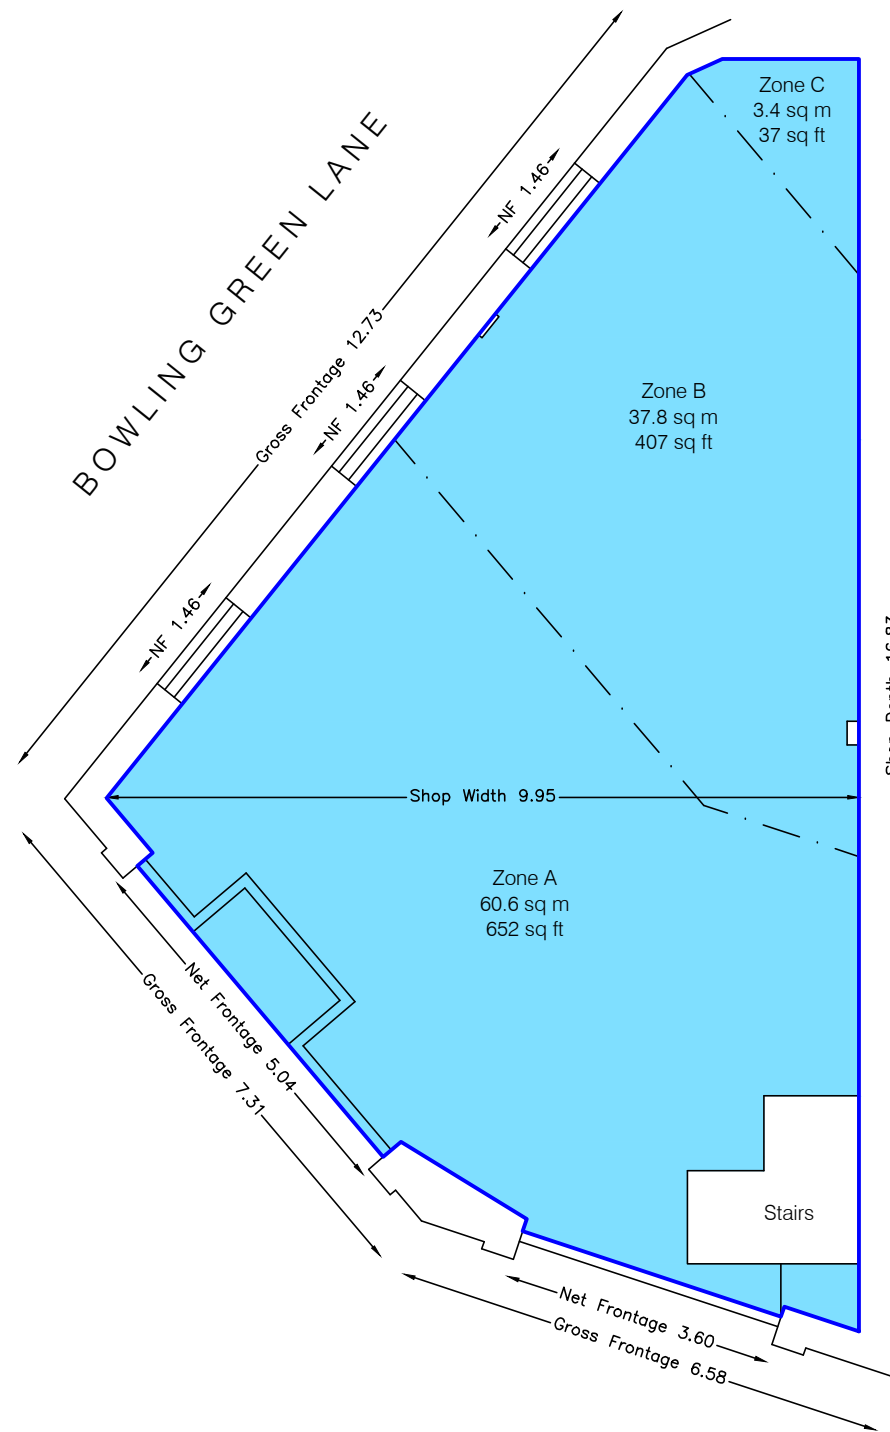 Zone C
3.4 sq m
37 sq ft
NF 1.46
BOWLING GREEN LANE
Gross Frontage 12.73
NF 1.46
Zone B
37.8 sq m
407 sq ft
NF 1.46
Shop Width 9.95
Zone A
60.6 sq m
652 sq ft
Net Frontage 5.04
Gross Frontage 7.31
Stairs
Net Frontage 3.60
Gross Frontage 6.58